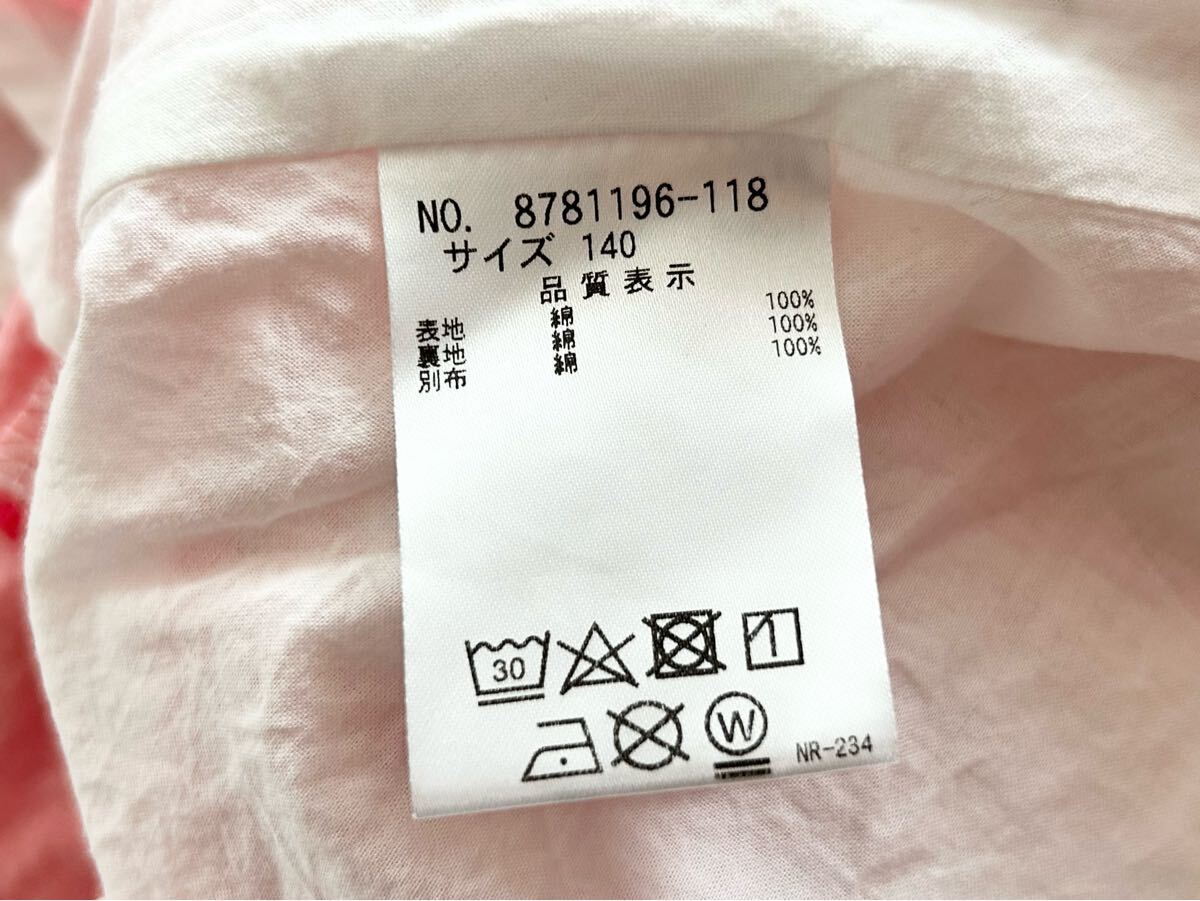 NO. 8781196-118
サイズ 140
品質表示
表地 綿 100%
裏地 綿 100%
別布 綿 100%
30
W
NR-234